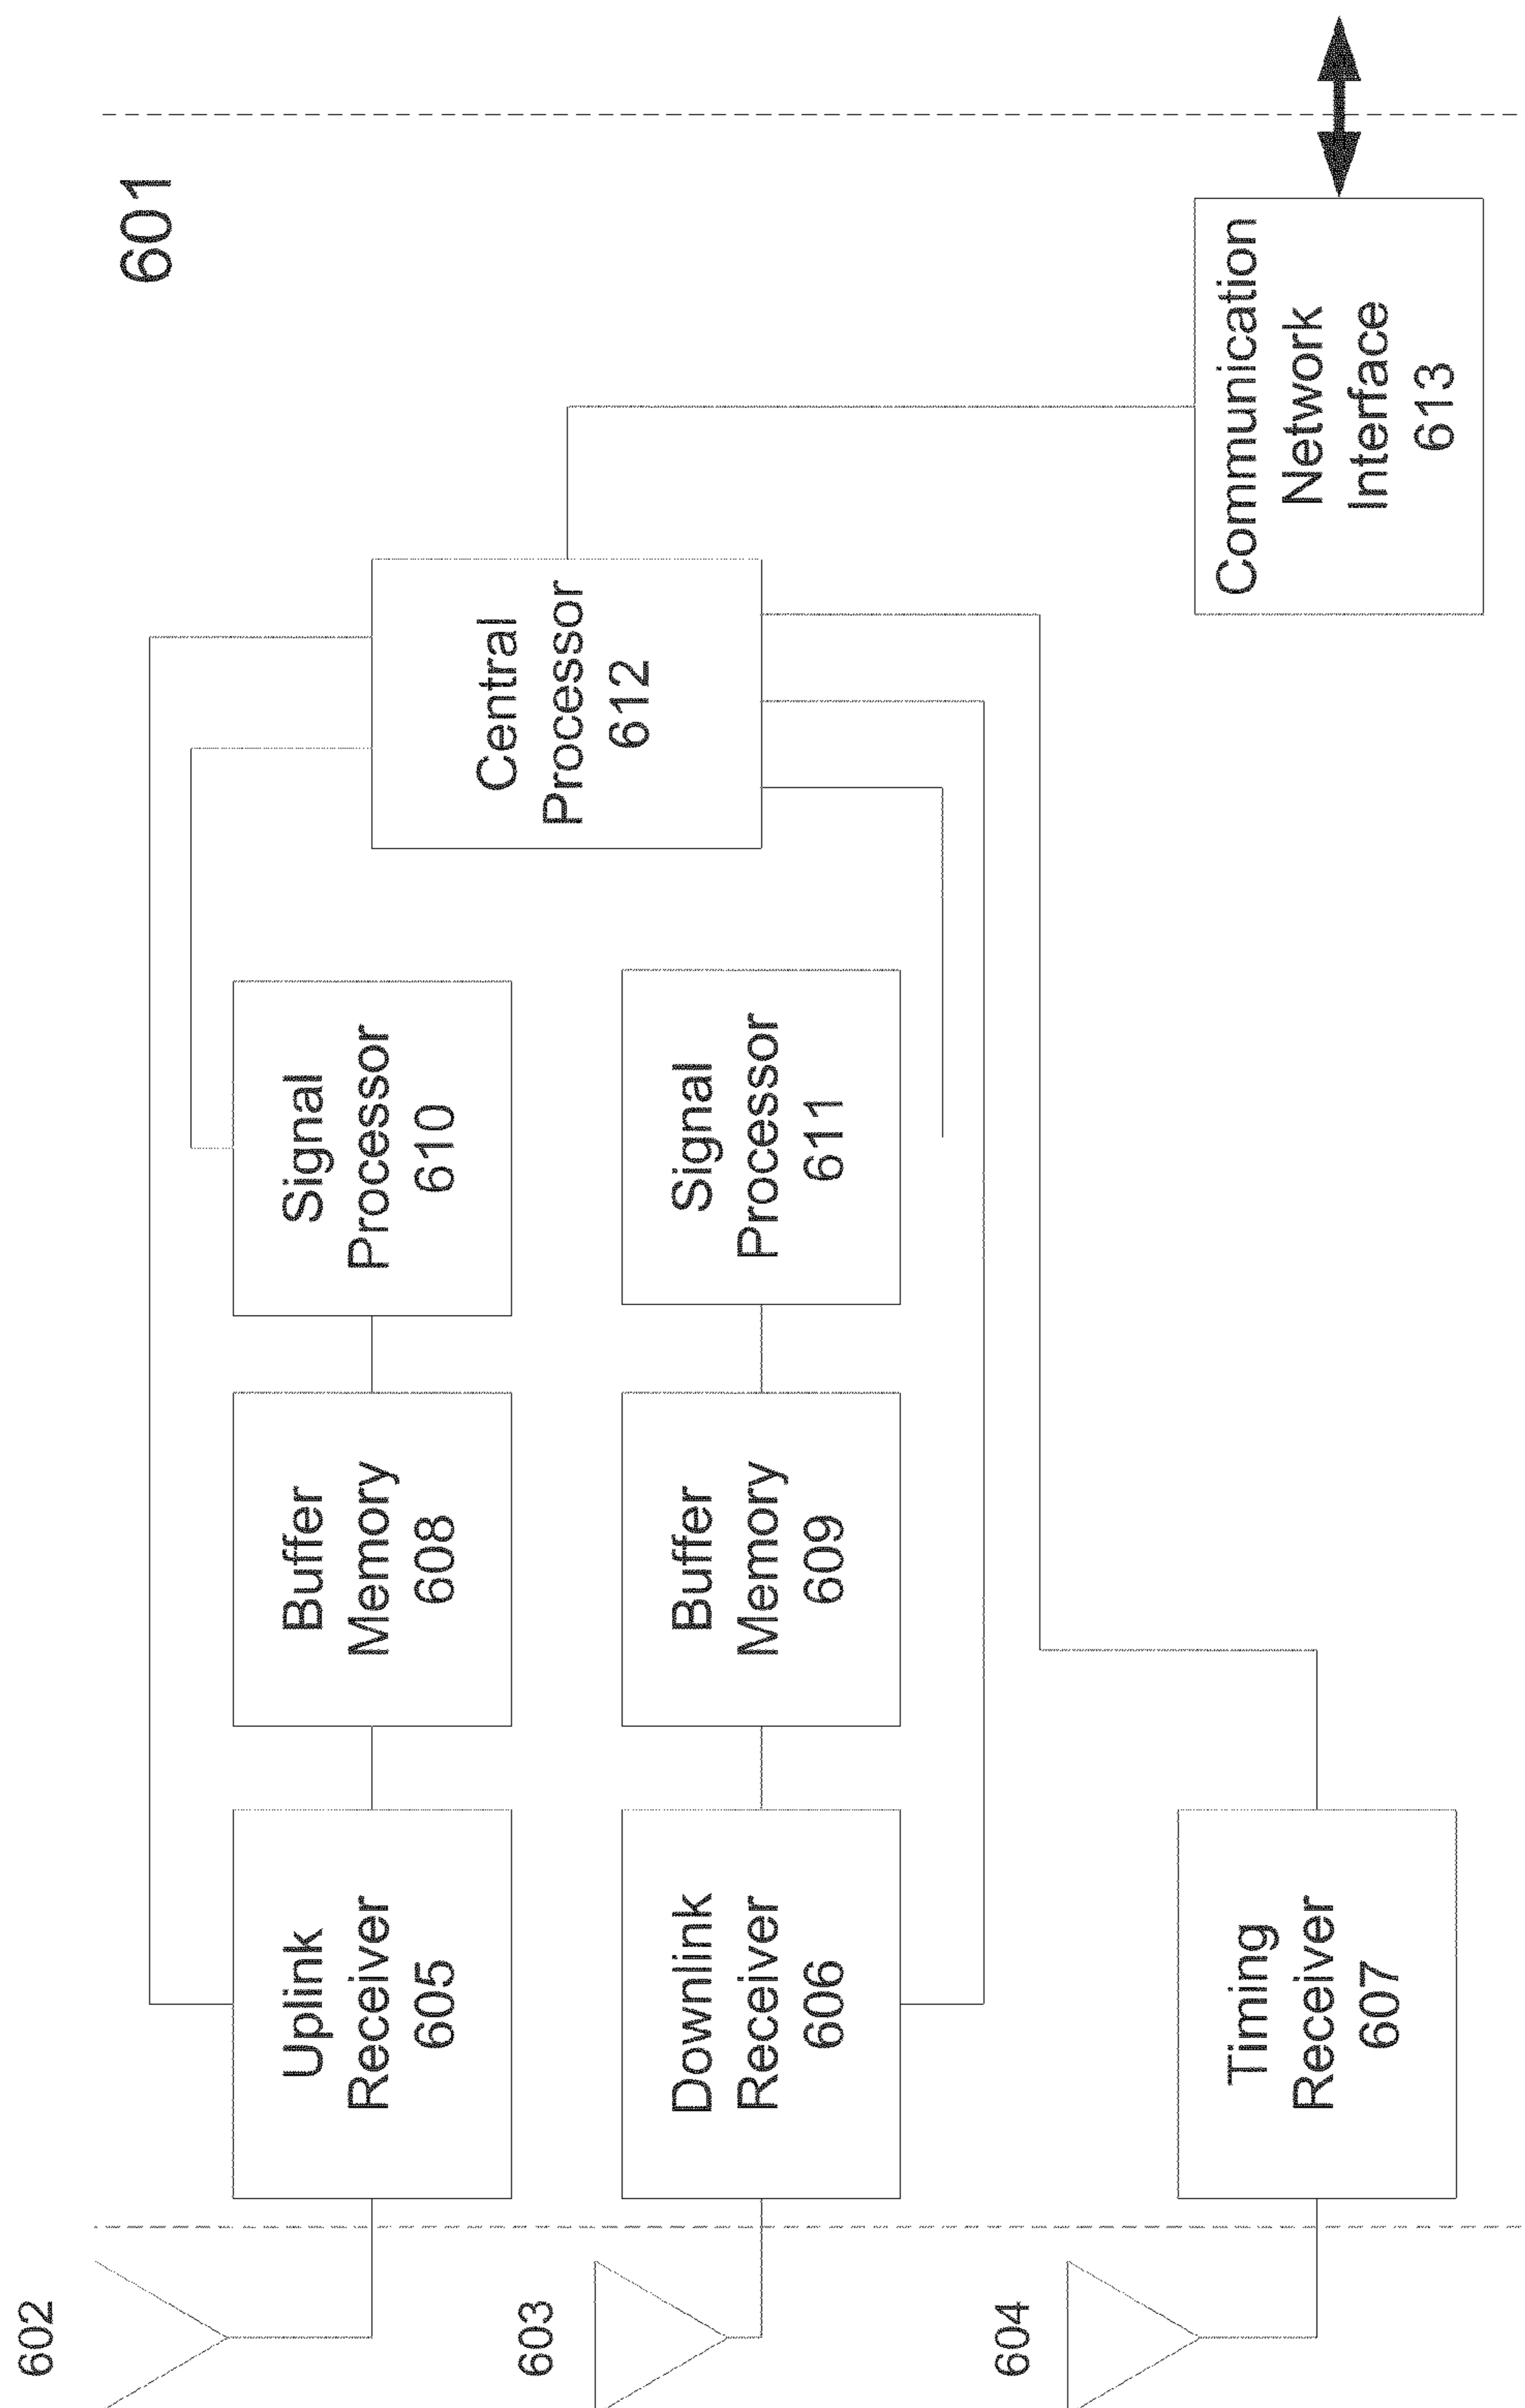 601
602
Uplink
Receiver
605
Buffer
Memory
608
Signal
Processor
610
Central
Processor
612
603
Downlink
Receiver
606
Buffer
Memory
609
Signal
Processor
611
604
Timing
Receiver
607
Communication
Network
Interface
613